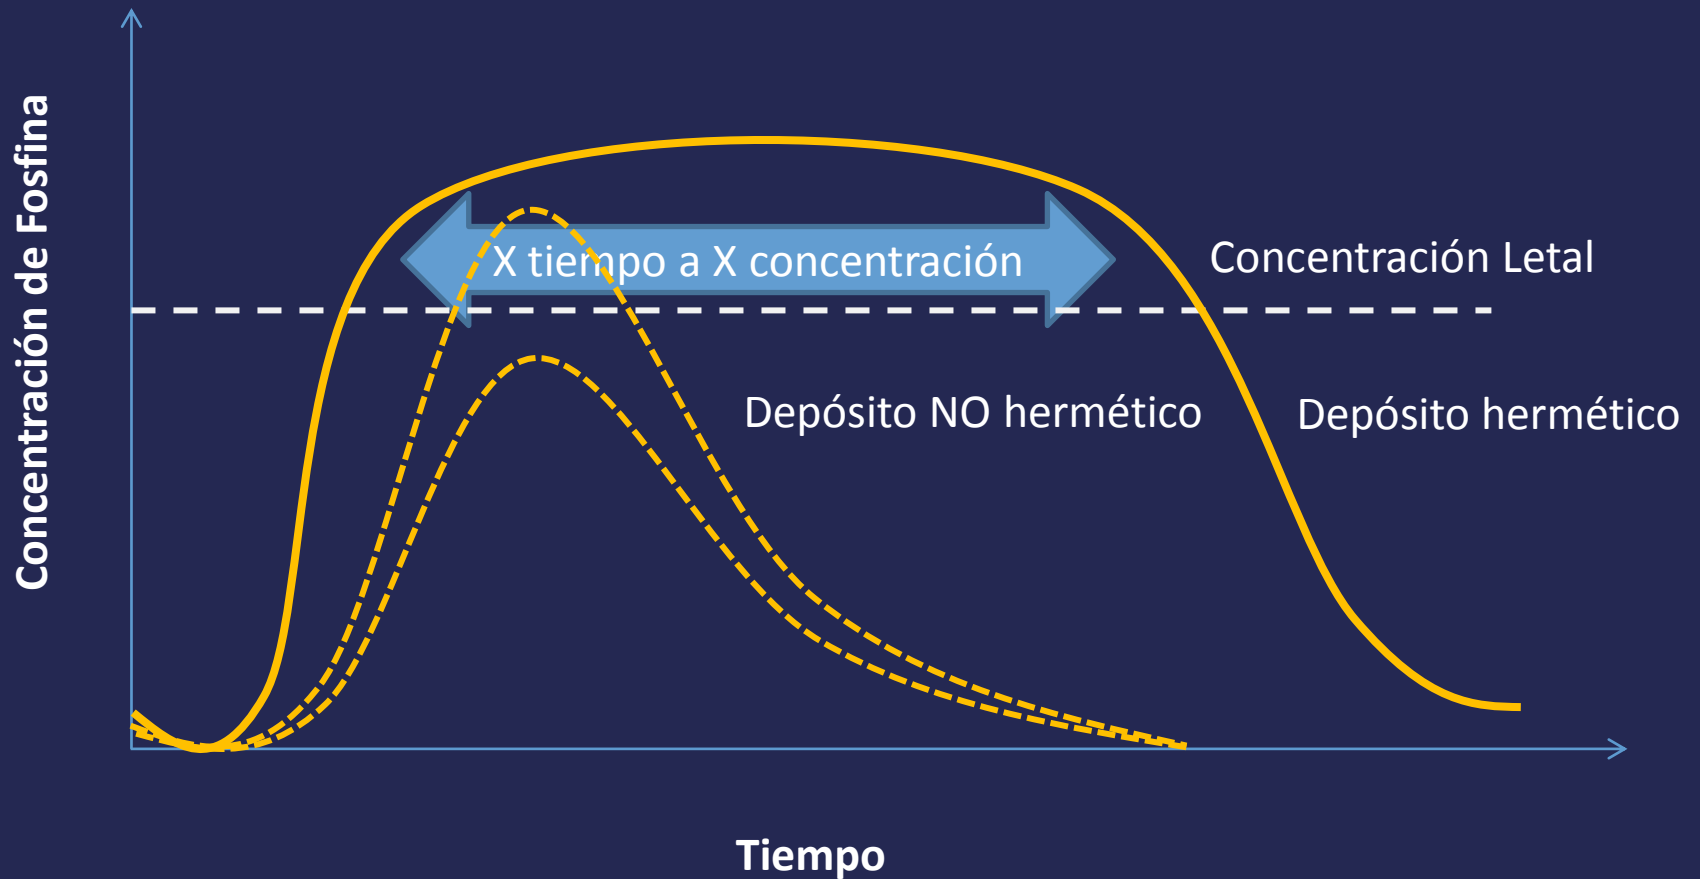 Concentración de Fosfina
X tiempo a X concentración
Concentración Letal
Depósito NO hermético
Depósito hermético
Tiempo